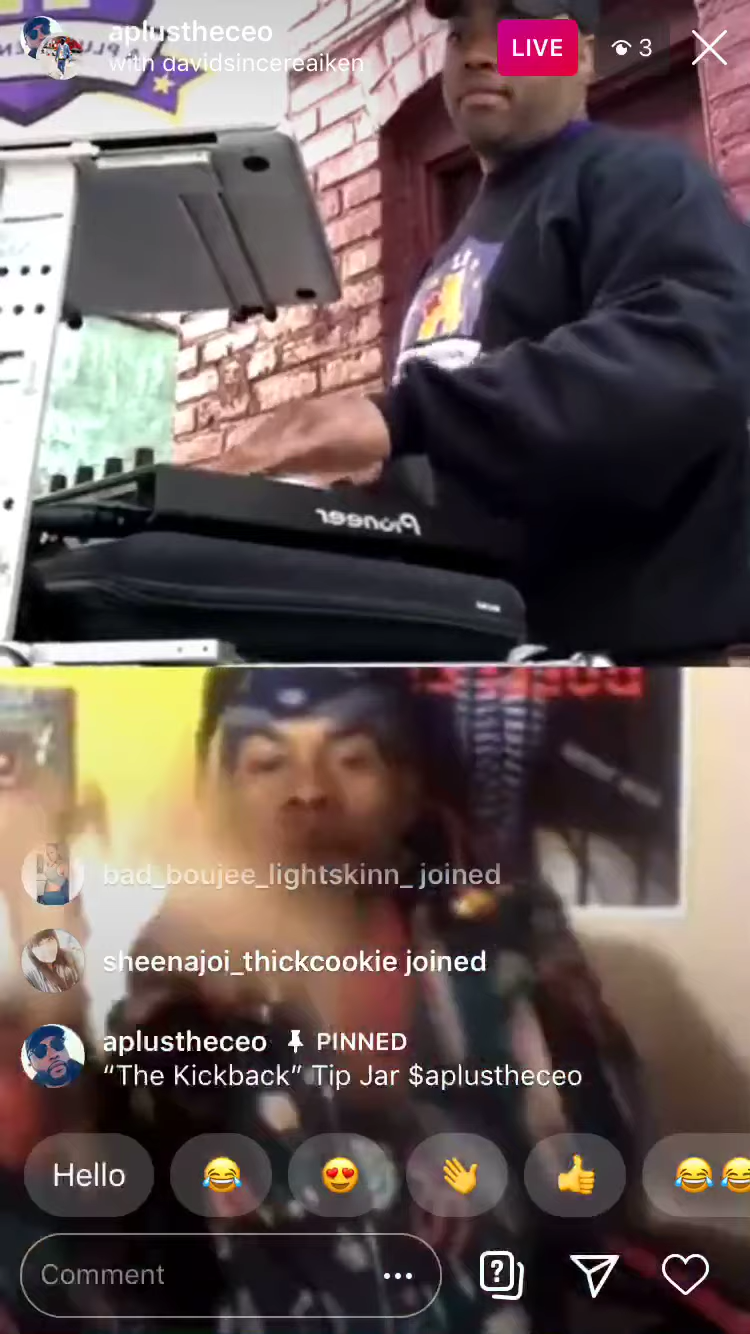 aplustheceo
with davidsincereaiken
LIVE
3
Pioneer
bad_boujee_lightskinn_ joined
sheenajoi_thickcookie joined
aplustheceo PINNED
“The Kickback” Tip Jar $aplustheceo
Hello
Comment